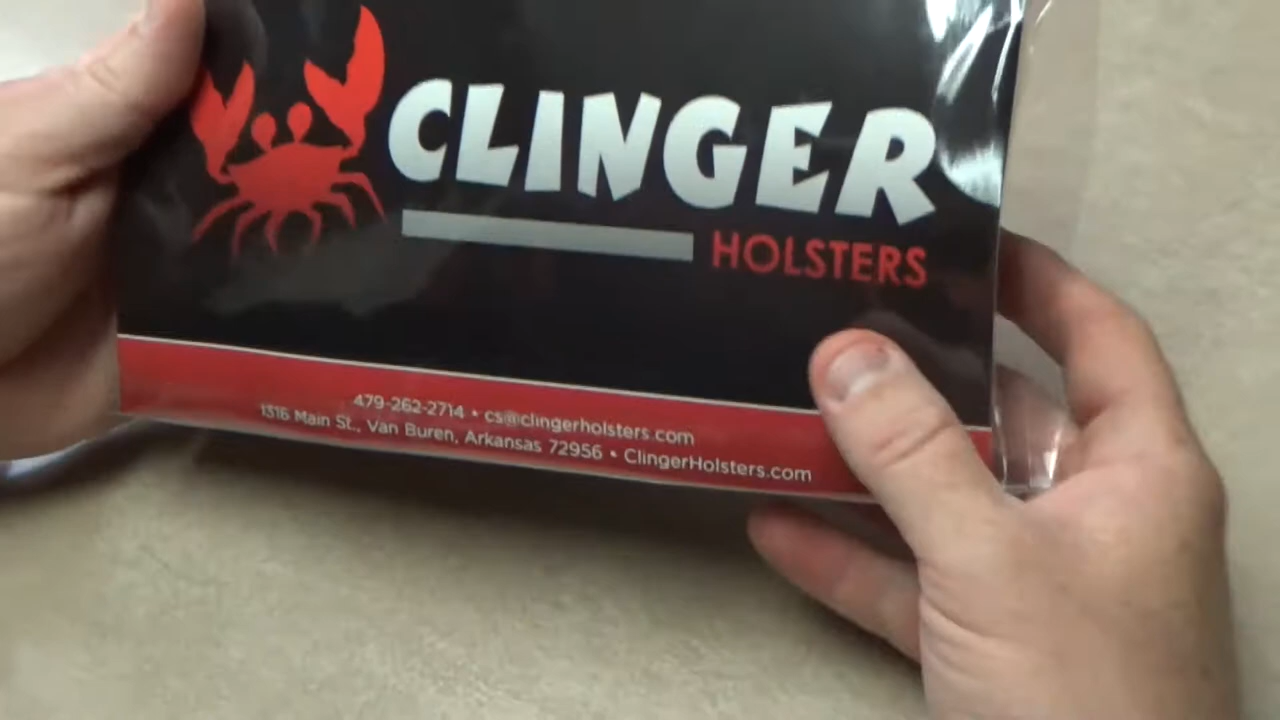 CLINGER
HOLSTERS
479-262-2714 • cs@clingerholsters.com
1316 Main St., Van Buren, Arkansas 72956 • ClingerHolsters.com